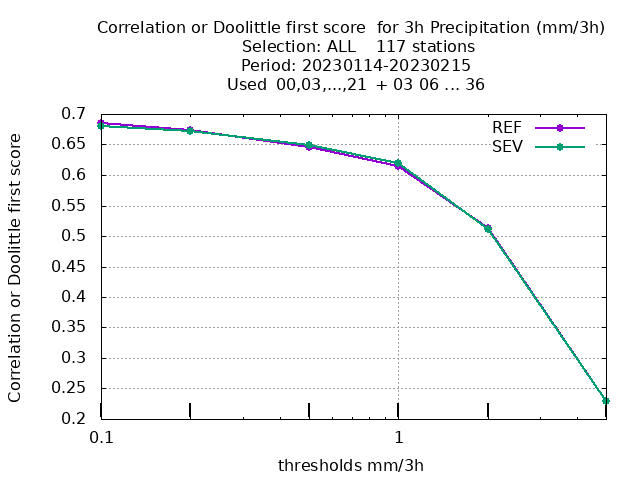 Correlation or Doolittle first score  for 3h Precipitation (mm/3h)
Selection: ALL    117 stations
Period: 20230114-20230215
Used  00,03,...,21  + 03 06 ... 36
REF
SEV
0.7
0.65
0.6
0.55
0.5
0.45
0.4
0.35
0.3
0.25
0.2
Correlation or Doolittle first score
0.1
1
thresholds mm/3h